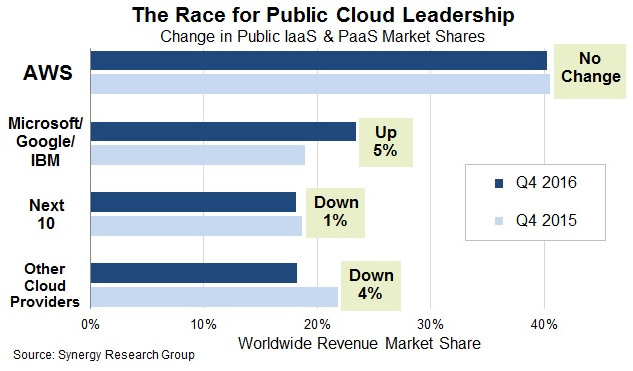 The Race for Public Cloud Leadership
Change in Public IaaS & PaaS Market Shares
AWS
No
Change
Microsoft/
Google/
IBM
Up
5%
Next
10
Down
1%
Other
Cloud
Providers
Down
4%
Q4 2016
Q4 2015
0% 10% 20% 30% 40%
Worldwide Revenue Market Share
Source: Synergy Research Group